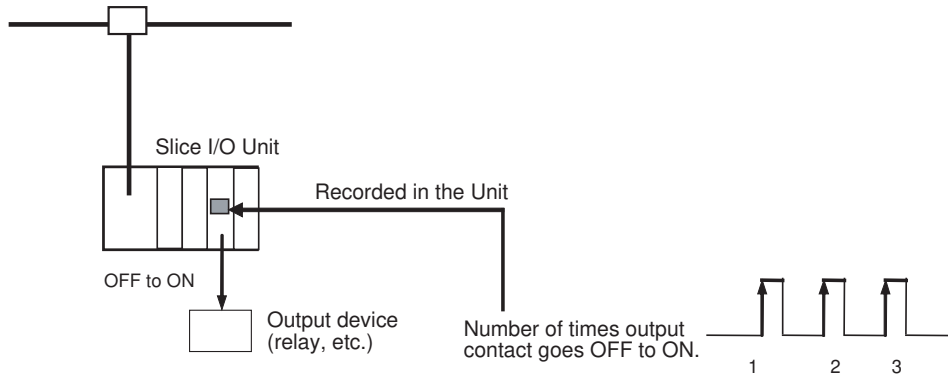 Slice I/O Unit
Recorded in the Unit
OFF to ON
Output device
(relay, etc.)
Number of times output
contact goes OFF to ON.
1 2 3